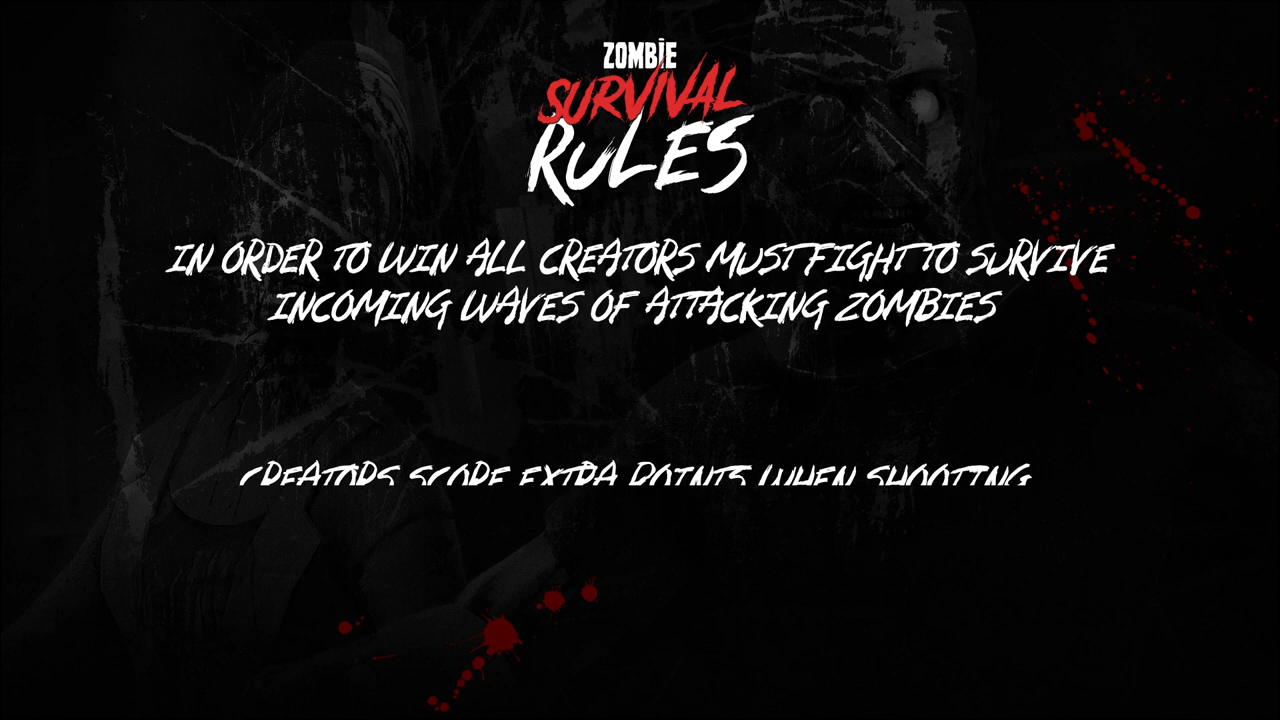 ZOMBiE
SURVIVAL
RULES
IN ORDER TO WIN ALL CREATORS MUST FIGHT TO SURVIVE
INCOMING WAVES OF ATTACKING ZOMBIES
CREATORS SCORE EXTRA POINTS WHEN SHOOTING